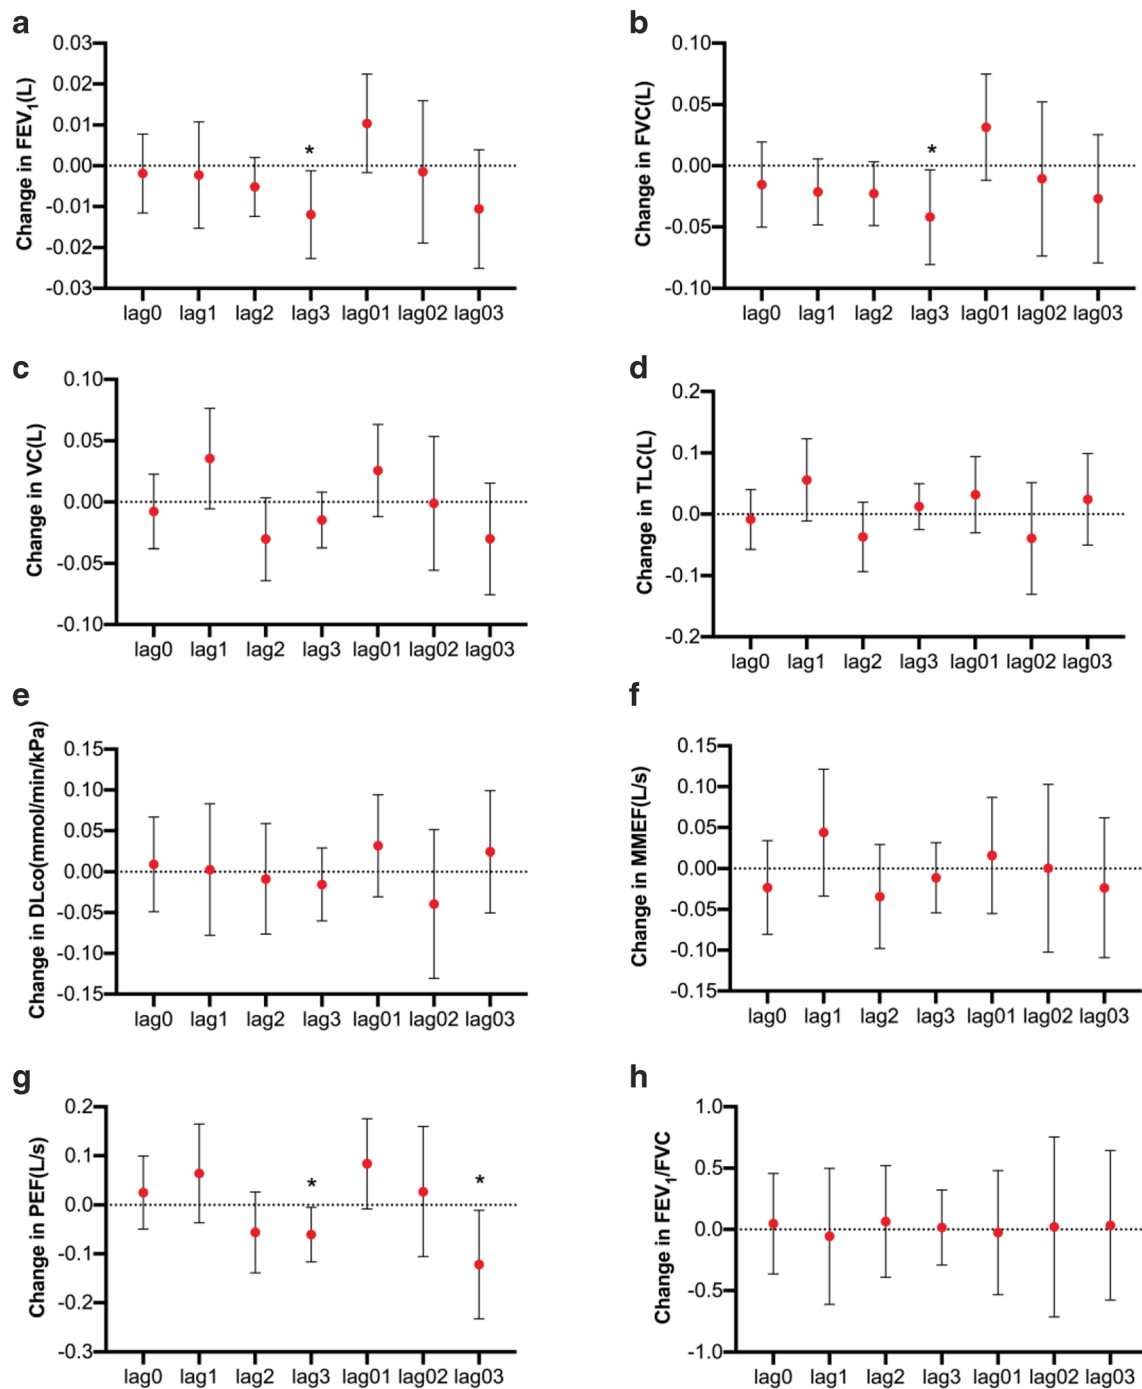 a
Change in FEV1(L)
0.03
0.02
0.01
0.00
-0.01
-0.02
-0.03
*
lag0 lag1 lag2 lag3 lag01 lag02 lag03
b
Change in FVC(L)
0.10
0.05
0.00
-0.05
-0.10
*
lag0 lag1 lag2 lag3 lag01 lag02 lag03
c
Change in VC(L)
0.10
0.05
0.00
-0.05
-0.10
lag0 lag1 lag2 lag3 lag01 lag02 lag03
d
Change in TLC(L)
0.2
0.1
0.0
-0.1
-0.2
lag0 lag1 lag2 lag3 lag01 lag02 lag03
e
Change in DLco(mmol/min/kPa)
0.15
0.10
0.05
0.00
-0.05
-0.10
-0.15
lag0 lag1 lag2 lag3 lag01 lag02 lag03
f
Change in MMEF(L/s)
0.15
0.10
0.05
0.00
-0.05
-0.10
-0.15
lag0 lag1 lag2 lag3 lag01 lag02 lag03
g
Change in PEF(L/s)
0.2
0.1
0.0
-0.1
-0.2
-0.3
* *
lag0 lag1 lag2 lag3 lag01 lag02 lag03
h
Change in FEV1/FVC
1.0
0.5
0.0
-0.5
-1.0
lag0 lag1 lag2 lag3 lag01 lag02 lag03